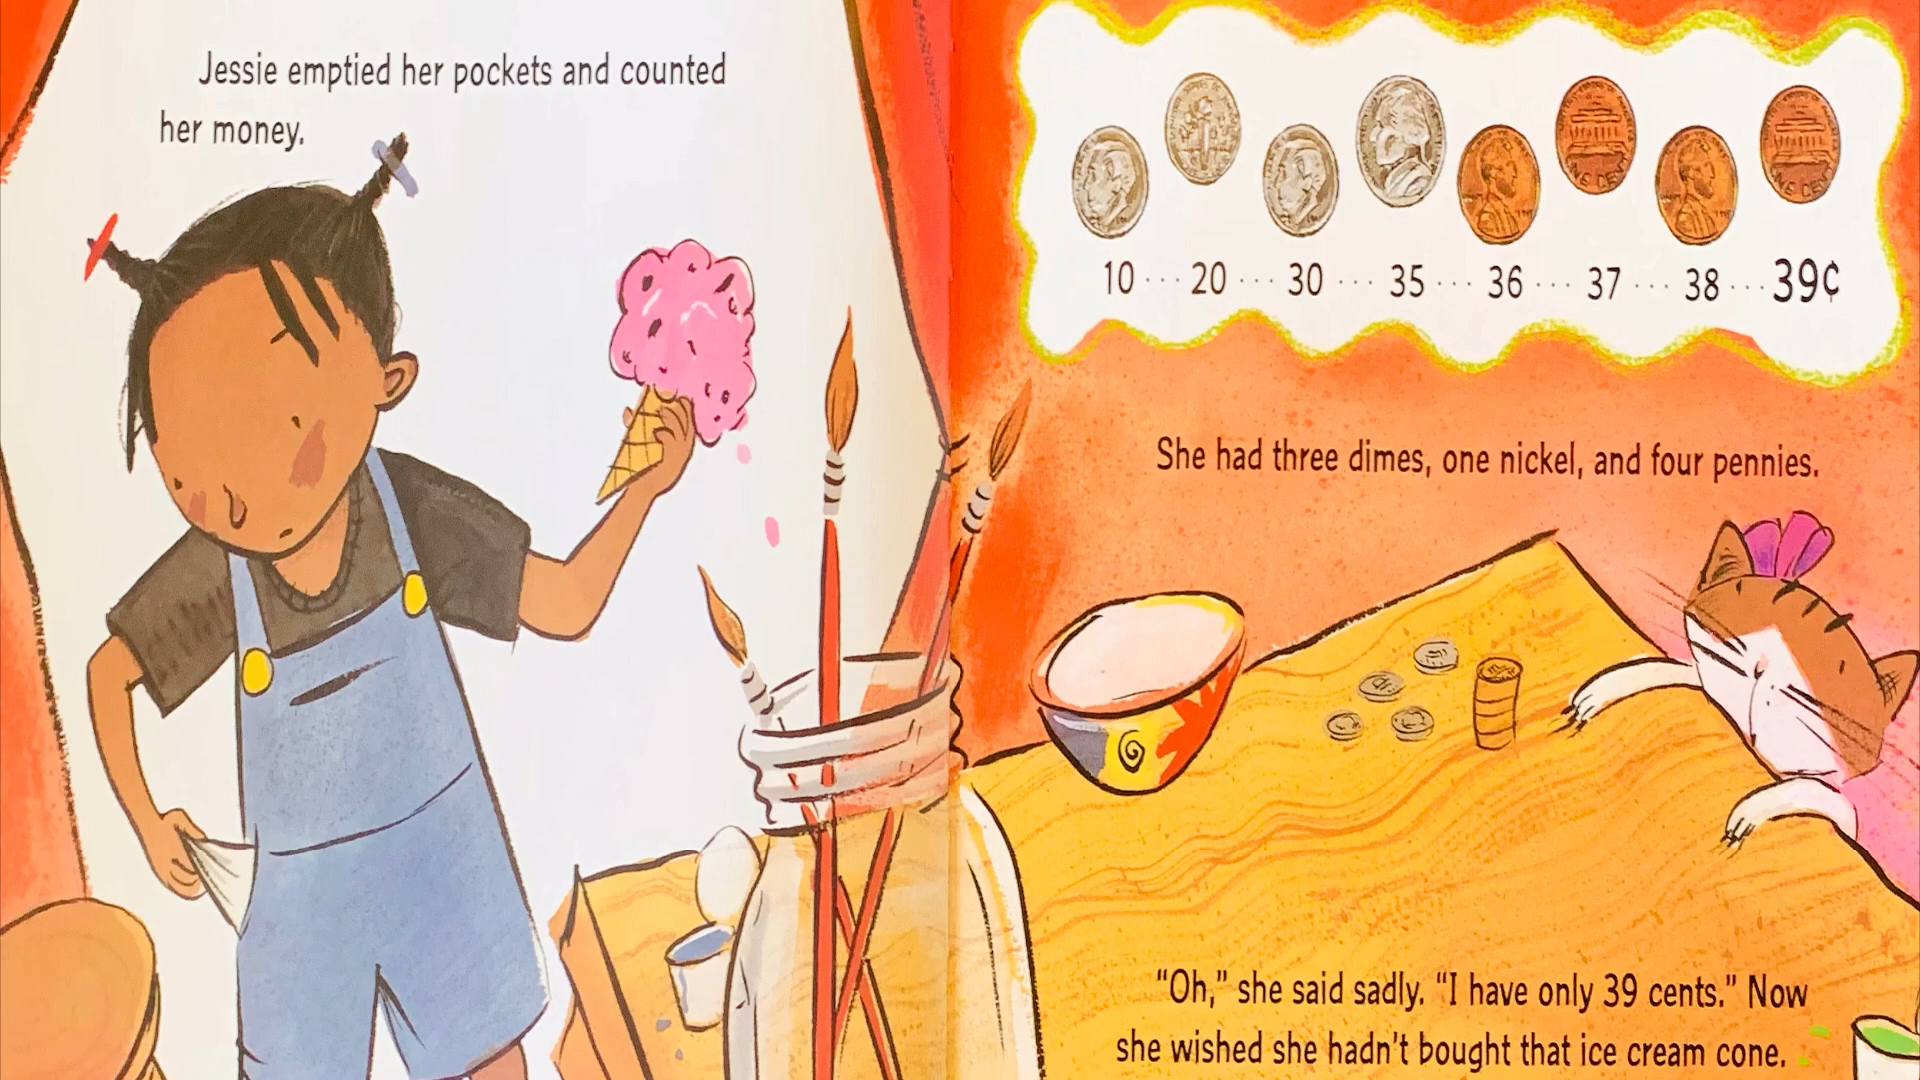 Jessie emptied her pockets and counted
her money.
10 ··· 20 ··· 30 ··· 35 ··· 36 ··· 37 ··· 38 ··· 39¢
She had three dimes, one nickel, and four pennies.
“Oh,” she said sadly. “I have only 39 cents.” Now
she wished she hadn’t bought that ice cream cone.